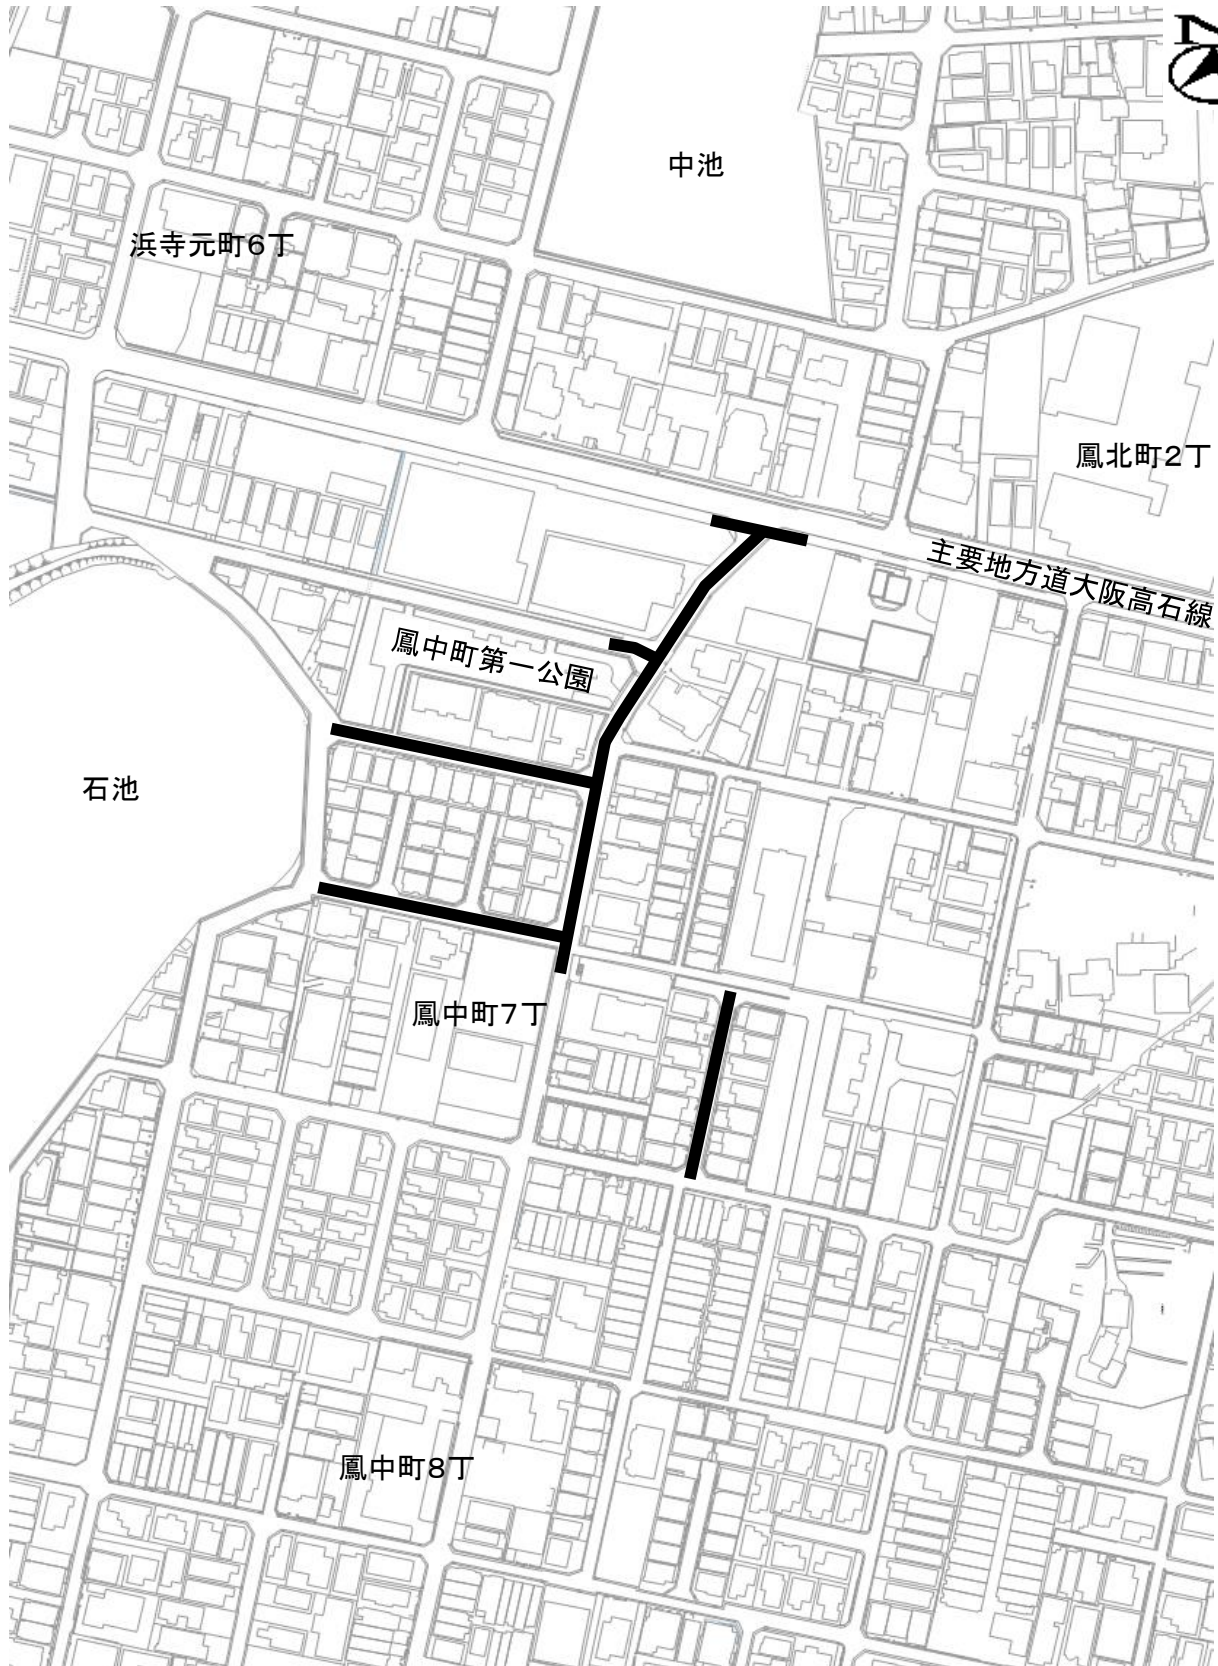 中池
浜寺元町6丁
鳳北町2丁
主要地方道大阪高石線
鳳中町第一公園
石池
鳳中町7丁
鳳中町8丁